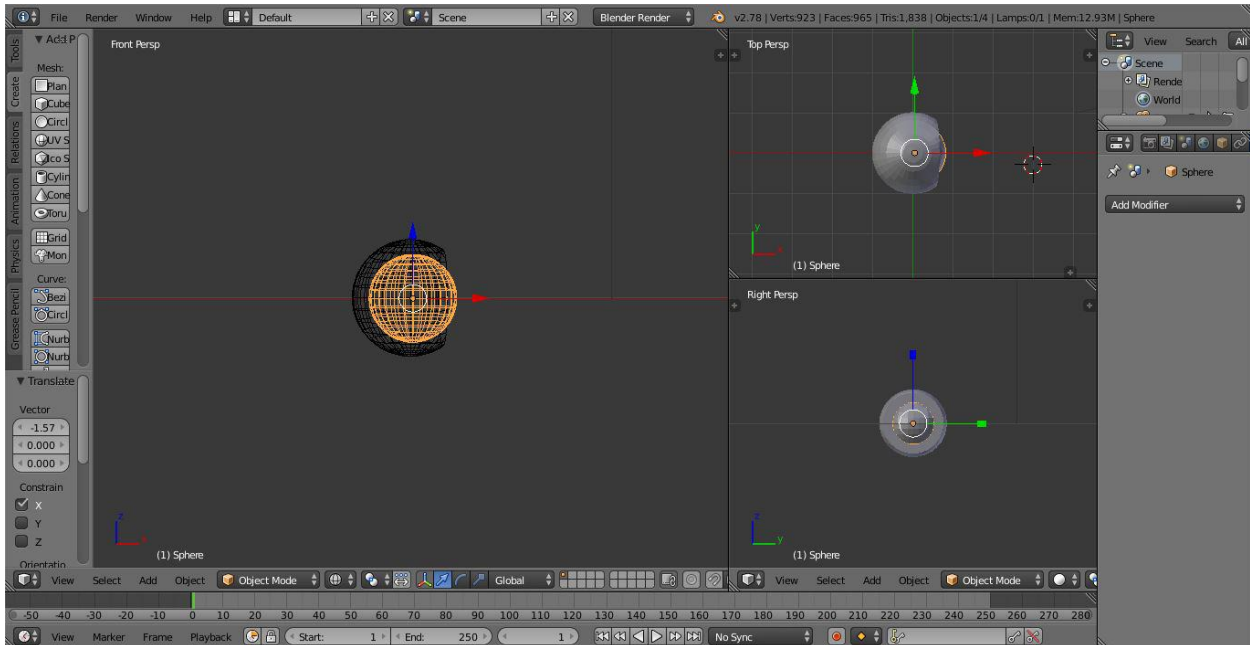 File Render Window Help Default Scene Blender Render v2.78 | Verts:923 | Faces:965 | Tris:1,838 | Objects:1/4 | Lamps:0/1 | Mem:12.93M | Sphere
Tools
Create
Relations
Animation
Physics
Grease Pencil
Mesh:
Plan
Cube
Circl
UV S
Ico S
Cylin
Cone
Toru
Grid
Mon
Curve:
Bezi
Circl
Nurb
Nurb
Translate
Vector
-1.57
0.000
0.000
Constrain
X
Y
Z
Orientatio
Front Persp
z
x
(1) Sphere
Top Persp
y
x
(1) Sphere
Right Persp
z
y
(1) Sphere
View Search All
Scene
Rende
World
Sphere
Add Modifier
View Select Add Object Object Mode Global
View Select Add Object Object Mode
-50 -40 -30 -20 -10 0 10 20 30 40 50 60 70 80 90 100 110 120 130 140 150 160 170 180 190 200 210 220 230 240 250 260 270 280
View Marker Frame Playback Start: 1 End: 250 1 No Sync